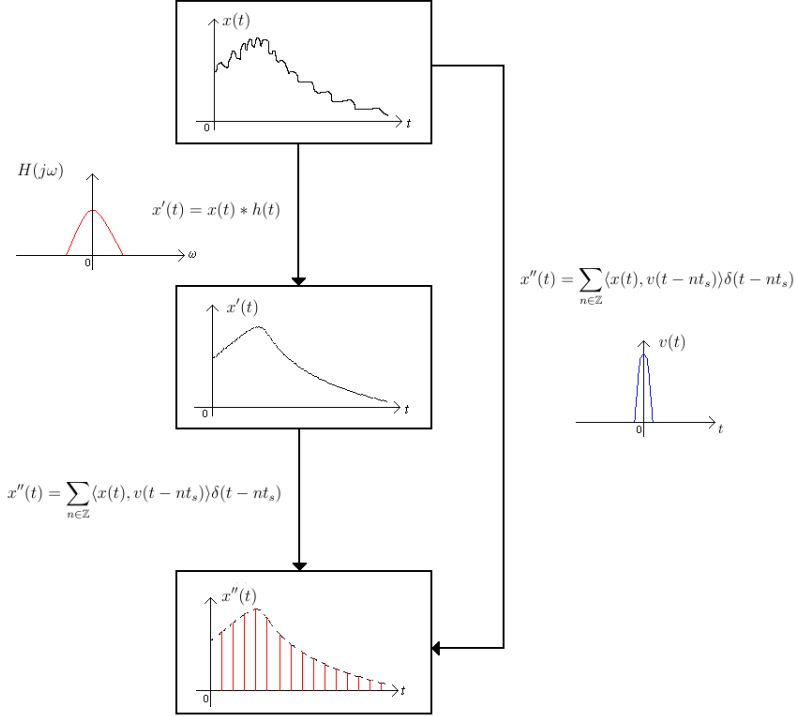 x(t)
t
0
H(jω)
ω
0
x′(t) = x(t) ∗ h(t)
x″(t) = ∑_{n∈ℤ} ⟨x(t), v(t − nt_s)⟩δ(t − nt_s)
x′(t)
t
0
v(t)
t
0
x″(t) = ∑_{n∈ℤ} ⟨x(t), v(t − nt_s)⟩δ(t − nt_s)
x″(t)
t
0